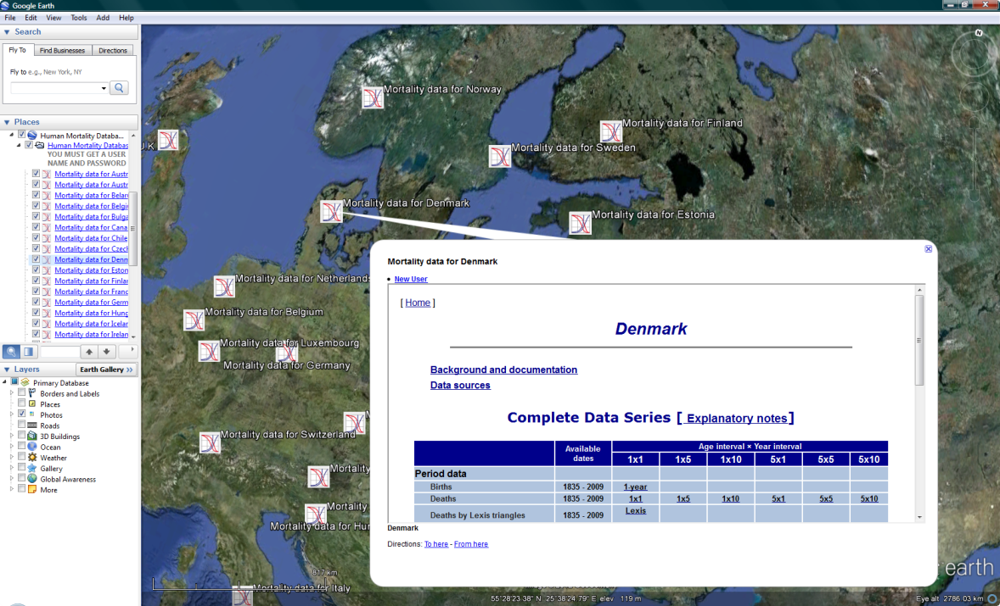 Google Earth
File Edit View Tools Add Help
Search
Fly To Find Businesses Directions
Fly to e.g., New York, NY
Places
Human Mortality Databa...
Human Mortality Databas
YOU MUST GET A USER
NAME AND PASSWORD
Mortality data for Austr
Mortality data for Austr
Mortality data for Belar
Mortality data for Belgi
Mortality data for Bulga
Mortality data for Cana
Mortality data for Chile
Mortality data for Czech
Mortality data for Denn
Mortality data for Eston
Mortality data for Finlar
Mortality data for Franc
Mortality data for Germ
Mortality data for Hung
Mortality data for Icelar
Mortality data for Irelan
Layers
Earth Gallery >>
Primary Database
Borders and Labels
Places
Photos
Roads
3D Buildings
Ocean
Weather
Gallery
Global Awareness
More
N
Mortality data for Norway
Mortality data for Finland
U.K.
Mortality data for Sweden
Mortality data for Denmark
Mortality data for Estonia
Mortality data for Netherlands
Mortality data for Belgium
Mortality data for Luxembourg
Mortality data for Germany
Mortality data for Switzerland
Mortality
Mortality
Mortality data for Hur
Mortality data for Italy
817 km
Mortality data for Denmark
• New User
[ Home ]
Denmark
Background and documentation
Data sources
Complete Data Series [ Explanatory notes]
Available dates Age interval × Year interval
1x1 1x5 1x10 5x1 5x5 5x10
Period data
Births 1835 - 2009 1-year
Deaths 1835 - 2009 1x1 1x5 1x10 5x1 5x5 5x10
Deaths by Lexis triangles 1835 - 2009 Lexis
Denmark
Directions: To here - From here
earth
55°28'23.38" N 25°38'24.79" E elev 119 m
Eye alt 2786.03 km